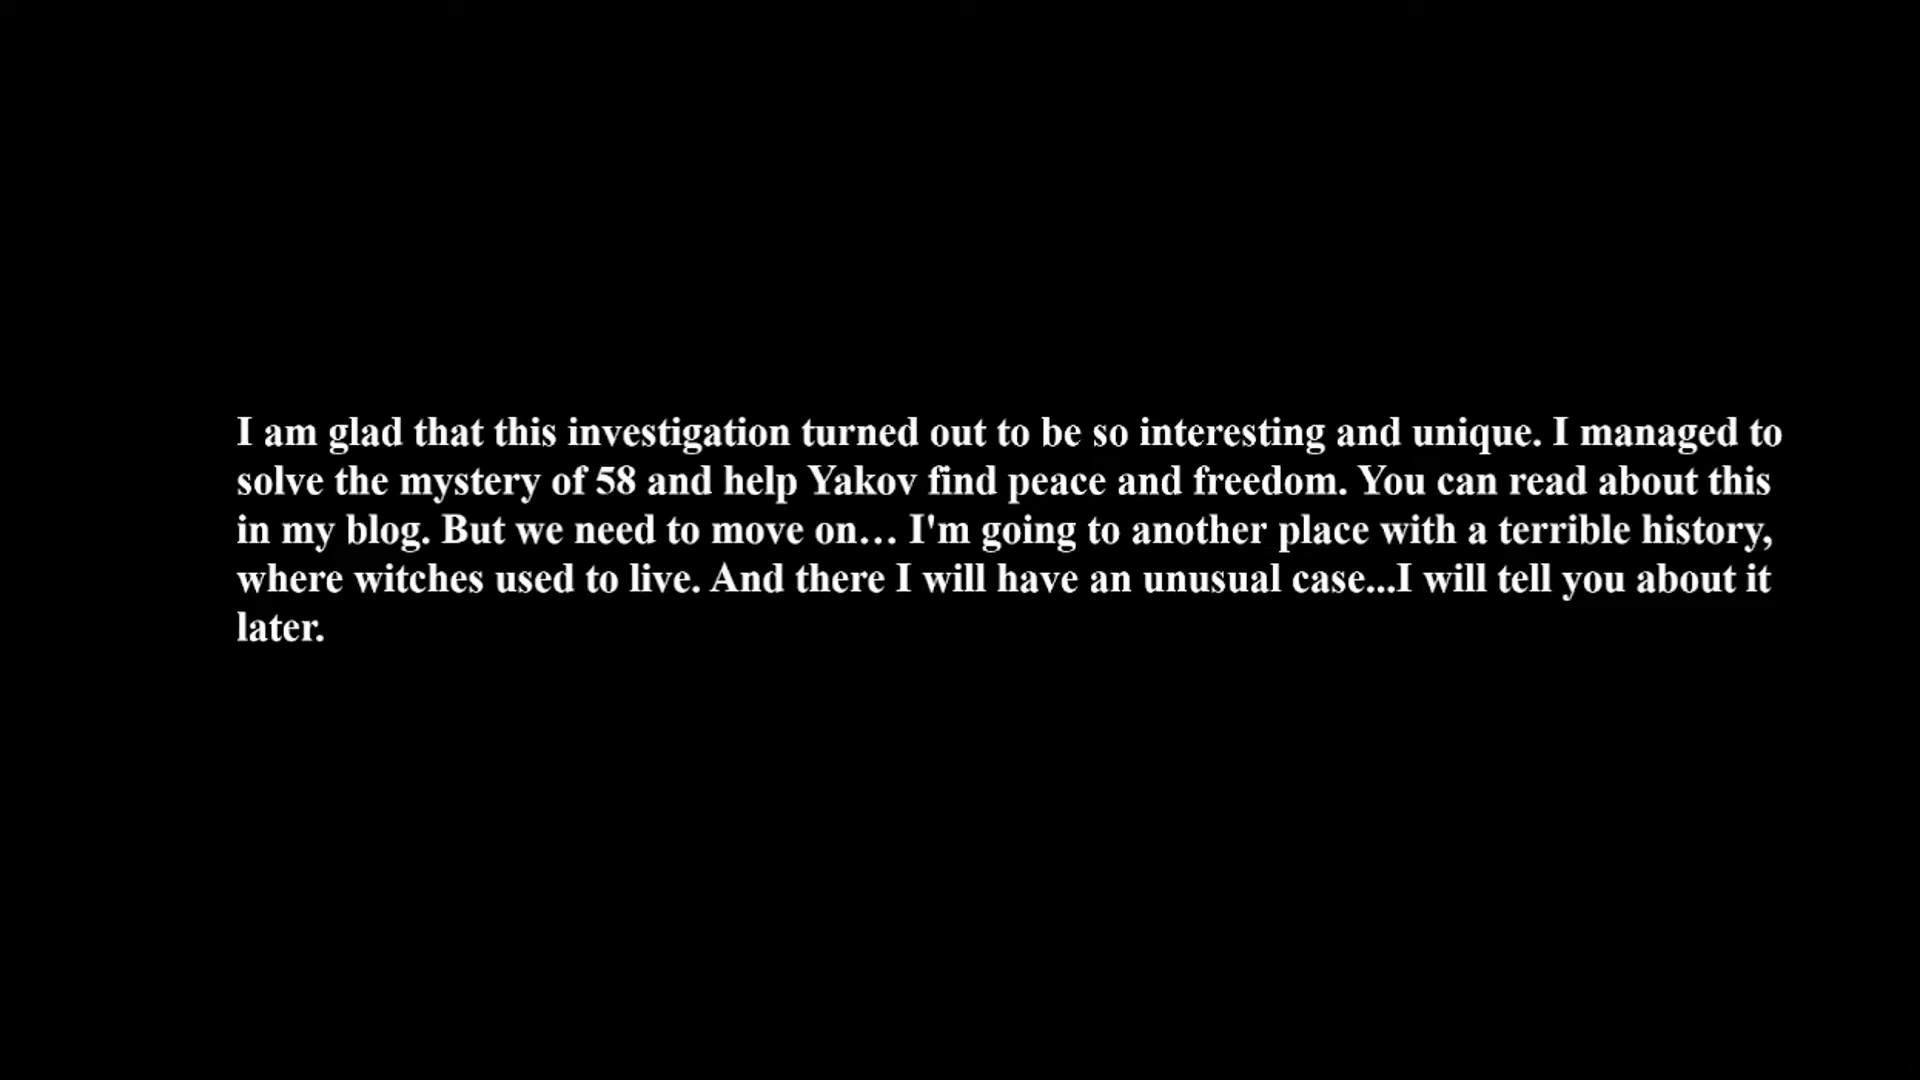 I am glad that this investigation turned out to be so interesting and unique. I managed to
solve the mystery of 58 and help Yakov find peace and freedom. You can read about this
in my blog. But we need to move on… I'm going to another place with a terrible history,
where witches used to live. And there I will have an unusual case...I will tell you about it
later.